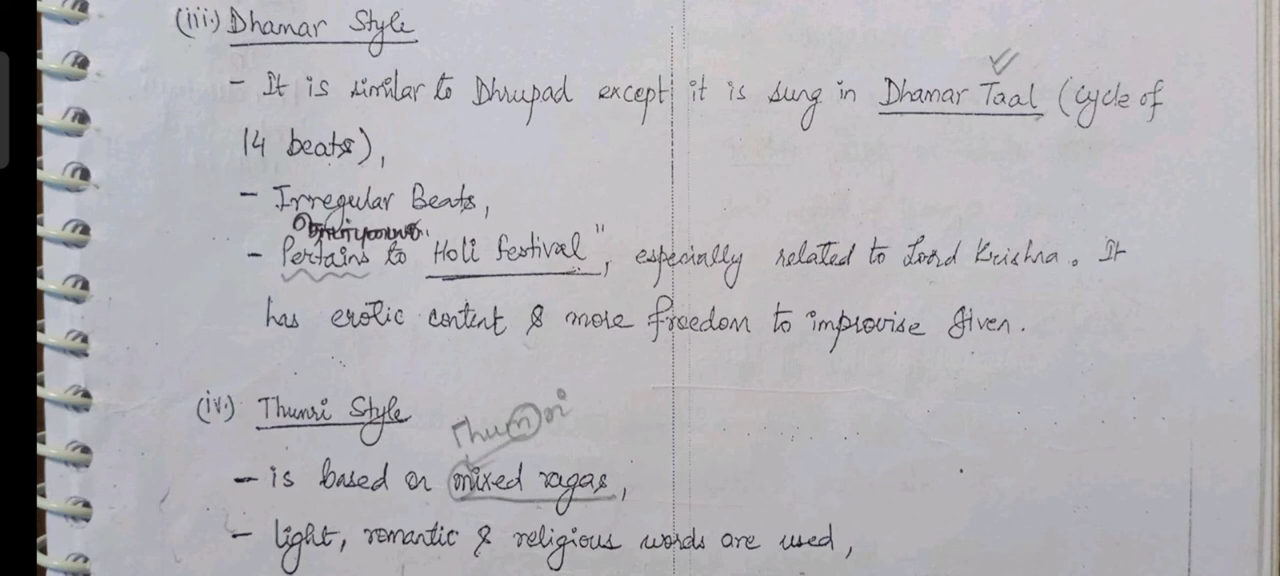 (iii) Dhamar Style
- It is similar to Dhrupad except it is sung in Dhamar Taal (cycle of
14 beats),
- Irregular Beats,
- Pertains to "Holi festival", especially related to Lord Krishna. It
has erotic content & more freedom to improvise given.
(iv.) Thumri Style
Thumri
- is based on mixed ragas,
- light, romantic & religious words are used,